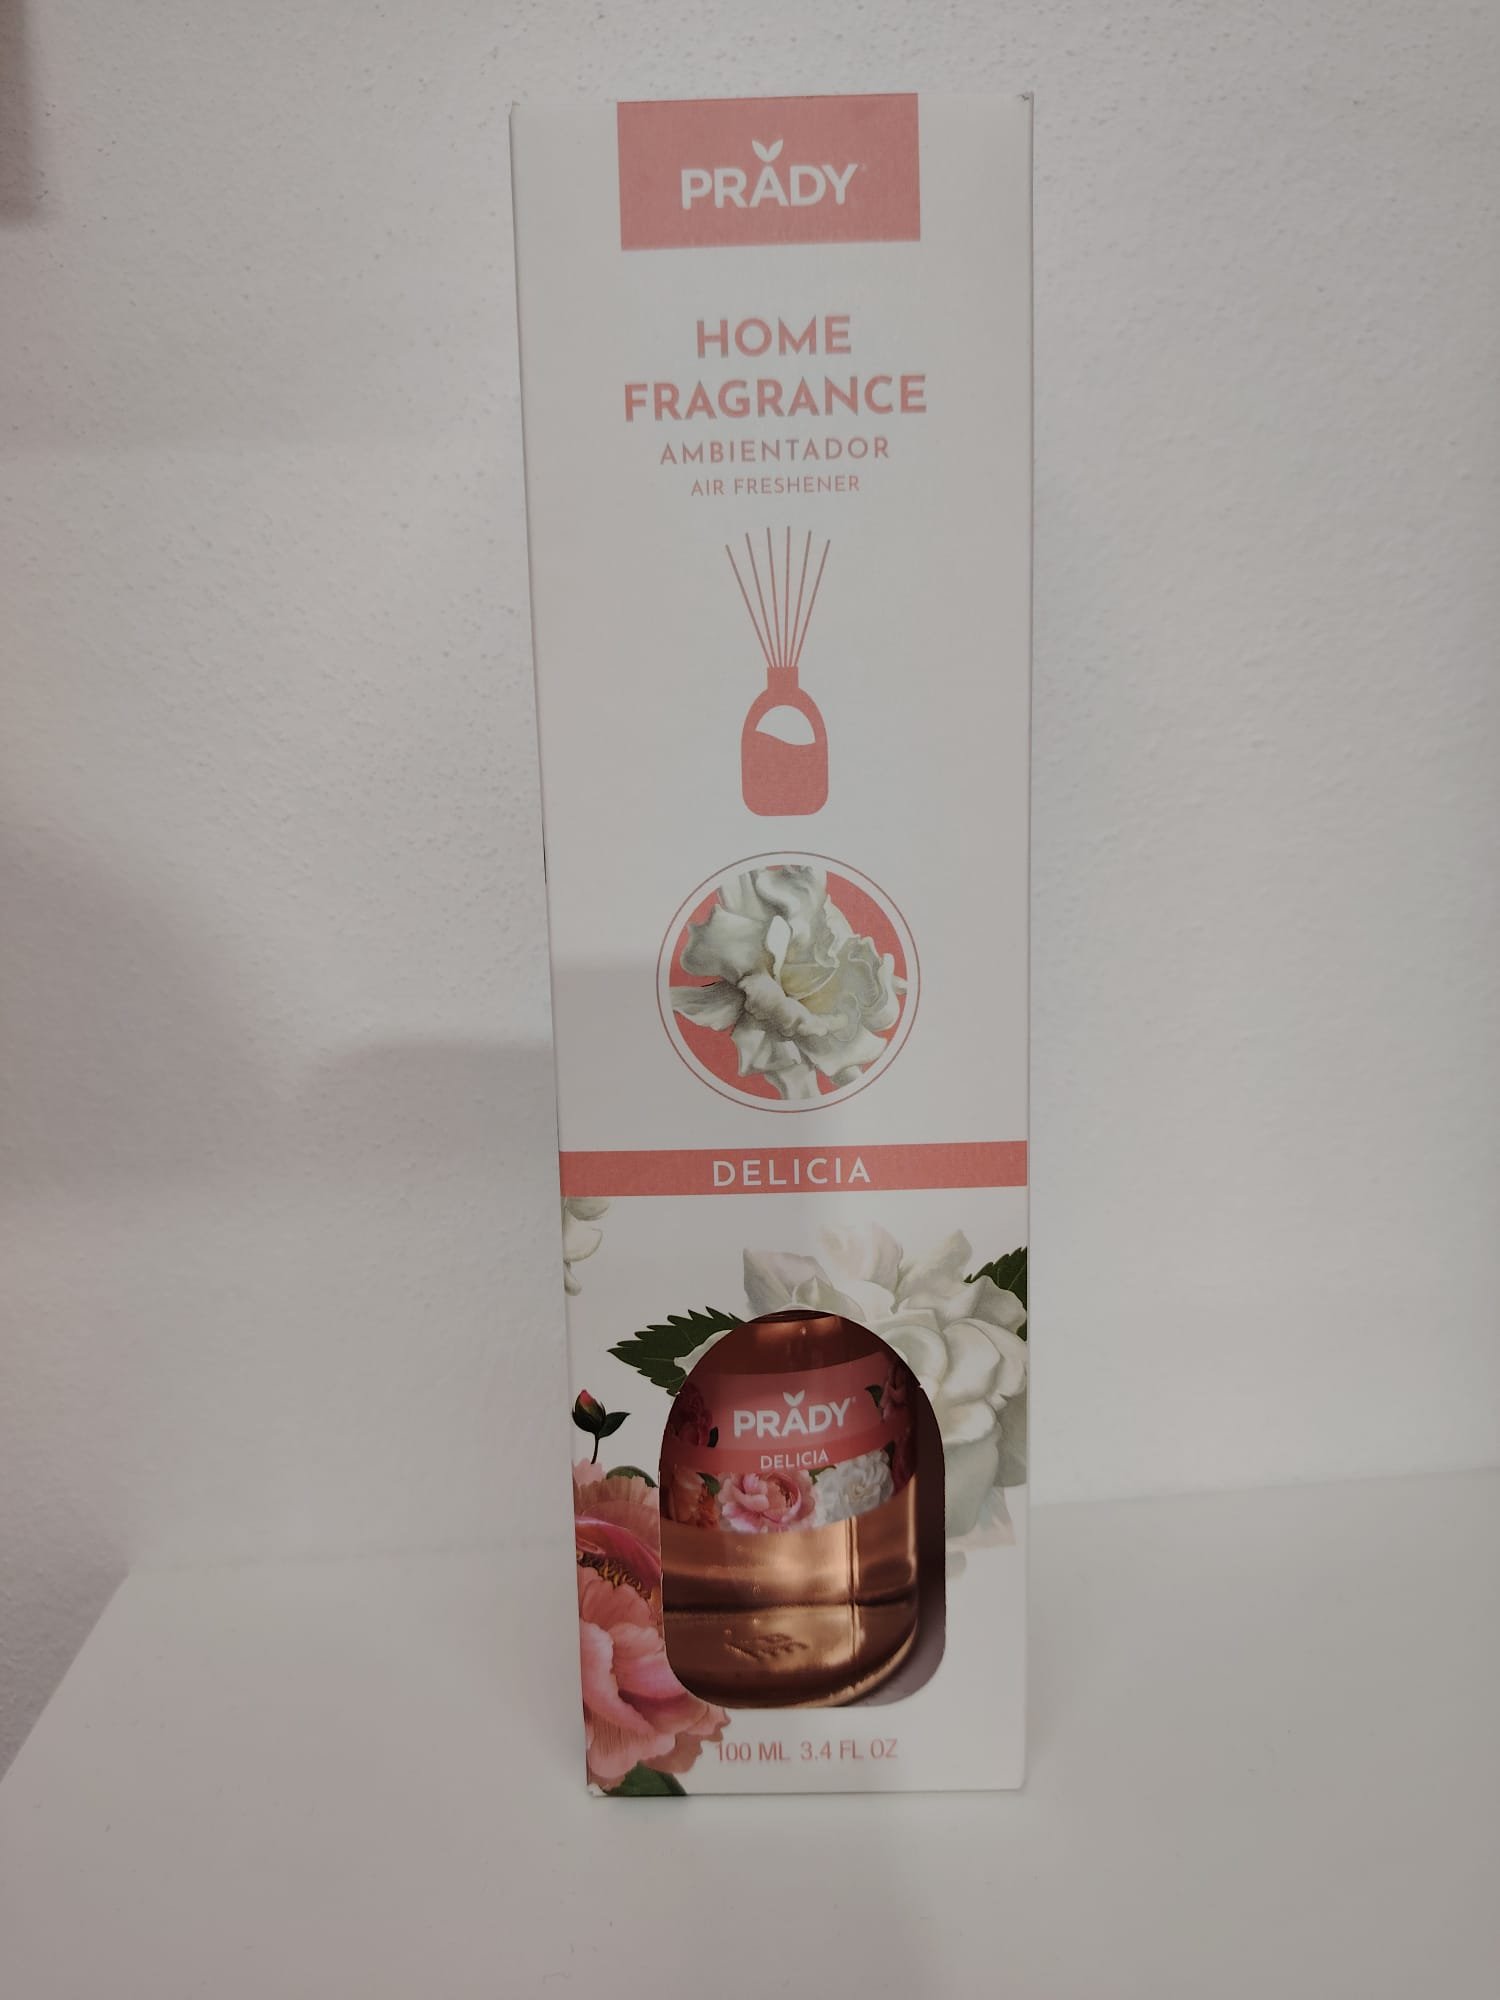 PRADY
HOME
FRAGRANCE
AMBIENTADOR
AIR FRESHENER
DELICIA
PRADY
DELICIA
100 ML 3.4 FL OZ